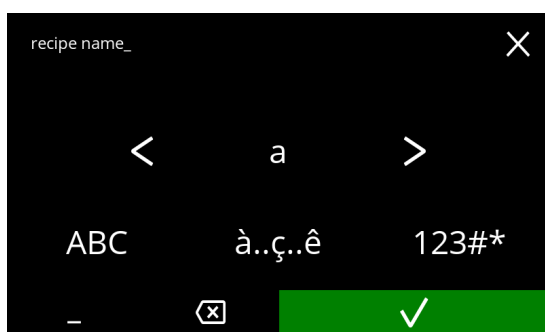 recipe name_
< a >
ABC à..ç..ê 123#*
_